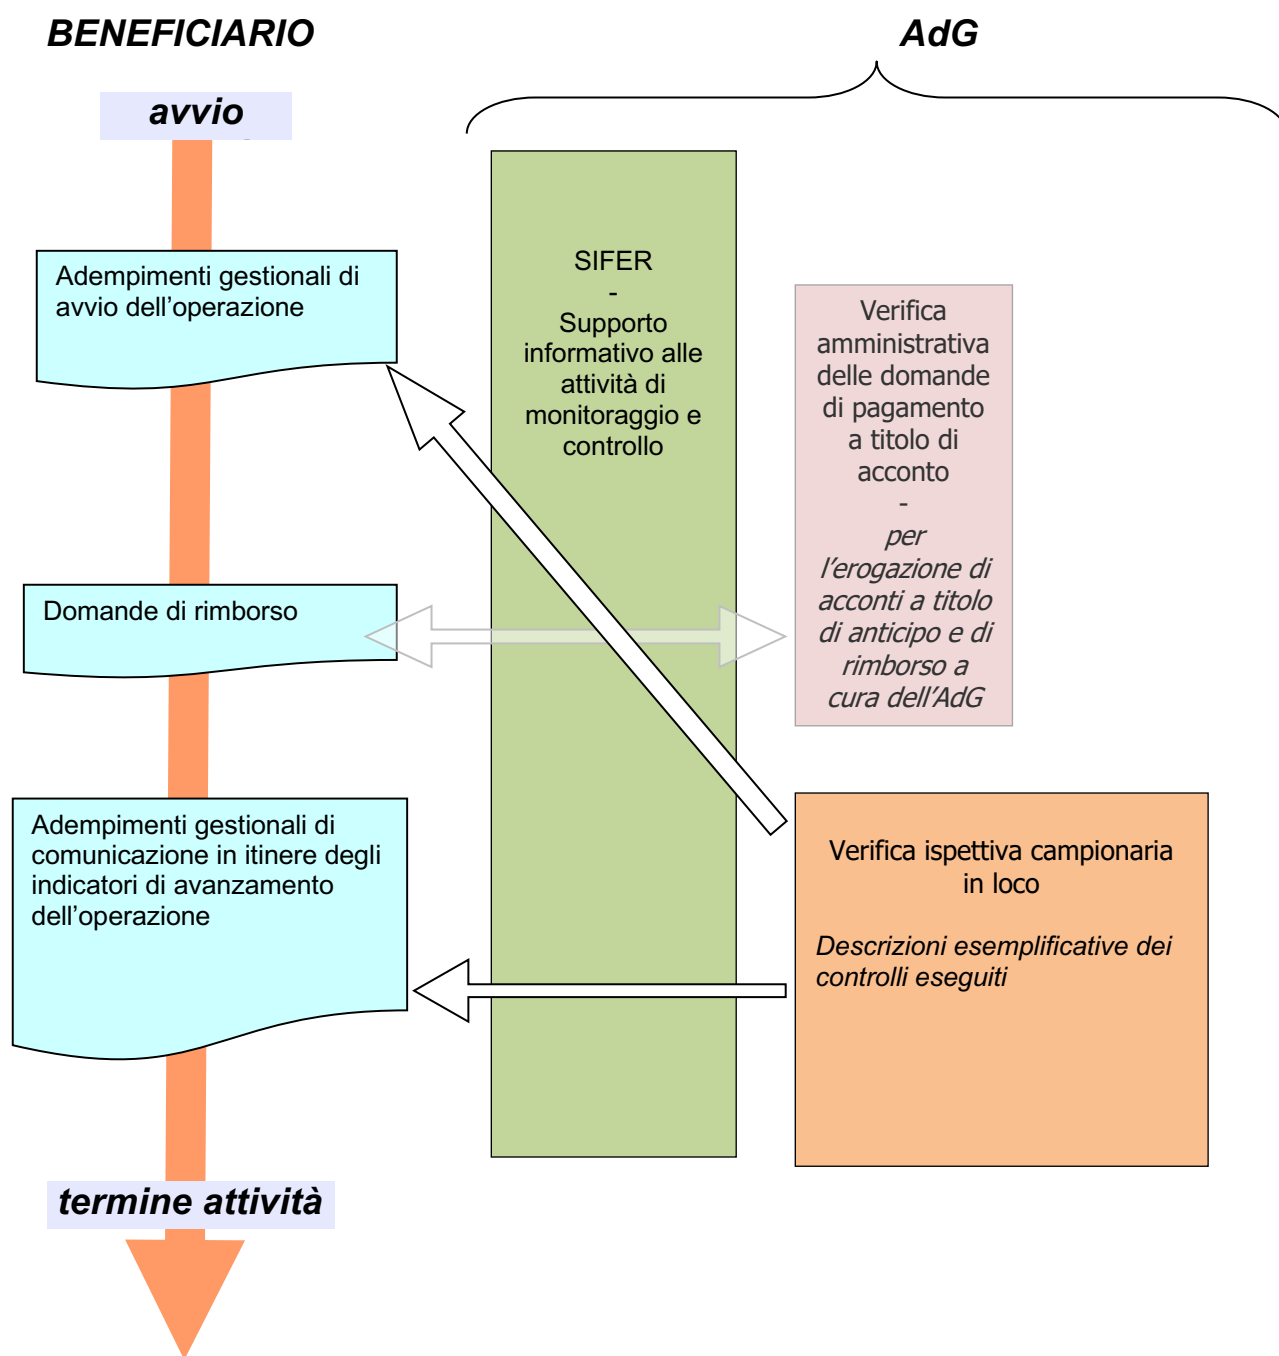 BENEFICIARIO
AdG
avvio
Adempimenti gestionali di
avvio dell’operazione
SIFER
-
Supporto
informativo alle
attività di
monitoraggio e
controllo
Verifica
amministrativa
delle domande
di pagamento
a titolo di
acconto
-
per
l’erogazione di
acconti a titolo
di anticipo e di
rimborso a
cura dell’AdG
Domande di rimborso
Adempimenti gestionali di
comunicazione in itinere degli
indicatori di avanzamento
dell’operazione
Verifica ispettiva campionaria
in loco
Descrizioni esemplificative dei
controlli eseguiti
termine attività